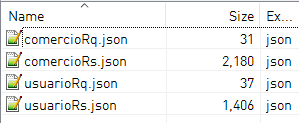 Name Size Ex...
comercioRq.json 31 json
comercioRs.json 2,180 json
usuarioRq.json 37 json
usuarioRs.json 1,406 json